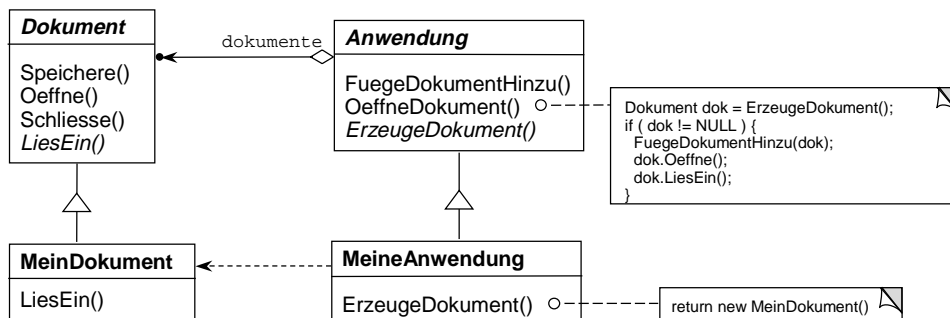 Dokument
Speichere()
Oeffne()
Schliesse()
LiesEin()
dokumente
Anwendung
FuegeDokumentHinzu()
OeffneDokument()
ErzeugeDokument()
Dokument dok = ErzeugeDokument();
if ( dok != NULL ) {
FuegeDokumentHinzu(dok);
dok.Oeffne();
dok.LiesEin();
}
MeinDokument
LiesEin()
MeineAnwendung
ErzeugeDokument()
return new MeinDokument()